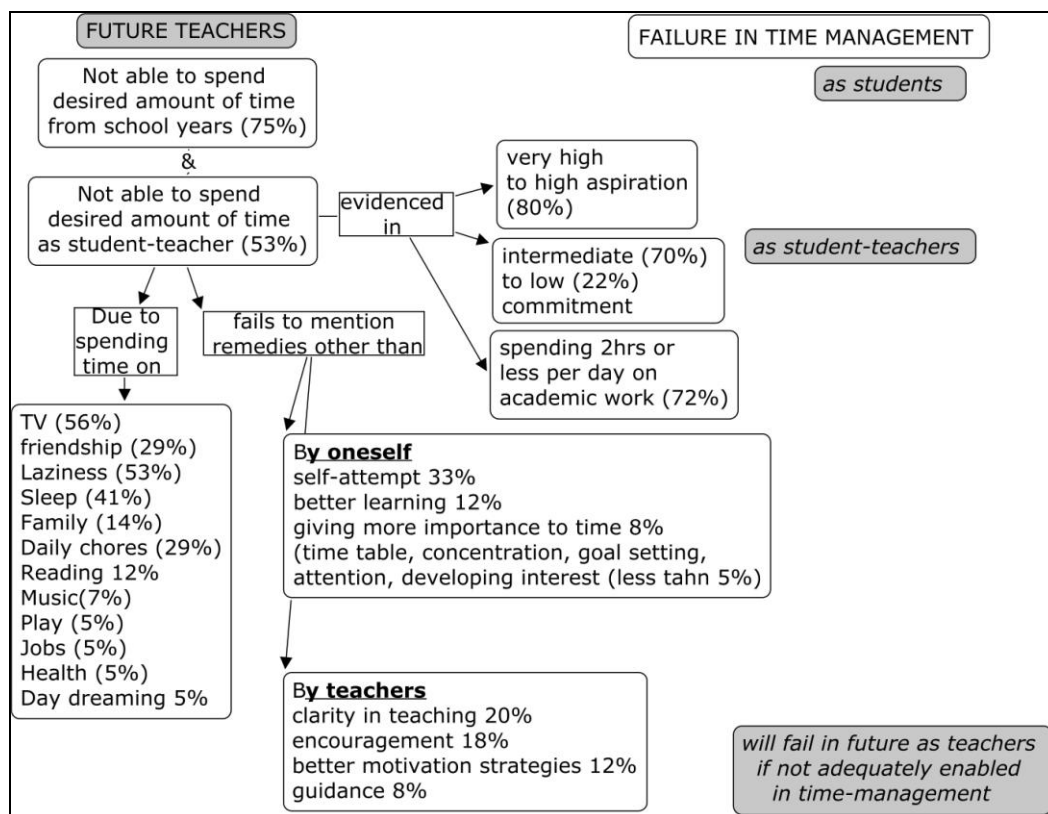 FUTURE TEACHERS
FAILURE IN TIME MANAGEMENT
as students
Not able to spend
desired amount of time
from school years (75%)
&
Not able to spend
desired amount of time
as student-teacher (53%)
evidenced
in
very high
to high aspiration
(80%)
intermediate (70%)
to low (22%)
commitment
spending 2hrs or
less per day on
academic work (72%)
as student-teachers
Due to
spending
time on
fails to mention
remedies other than
TV (56%)
friendship (29%)
Laziness (53%)
Sleep (41%)
Family (14%)
Daily chores (29%)
Reading 12%
Music(7%)
Play (5%)
Jobs (5%)
Health (5%)
Day dreaming 5%
By oneself
self-attempt 33%
better learning 12%
giving more importance to time 8%
(time table, concentration, goal setting,
attention, developing interest (less tahn 5%)
By teachers
clarity in teaching 20%
encouragement 18%
better motivation strategies 12%
guidance 8%
will fail in future as teachers
if not adequately enabled
in time-management